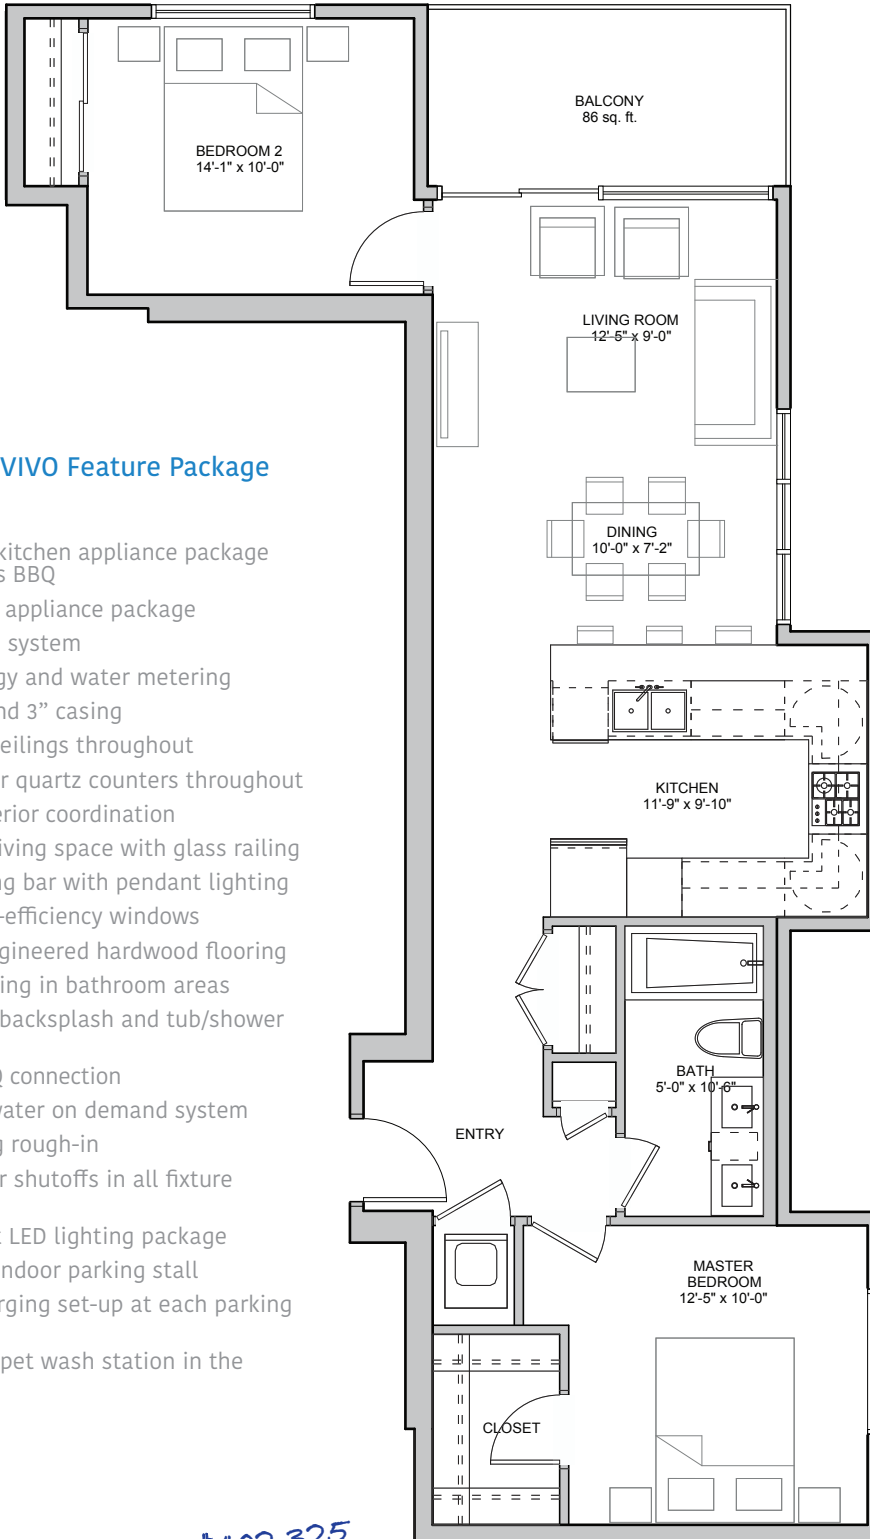 BALCONY
86 sq. ft.
BEDROOM 2
14'-1" x 10'-0"
LIVING ROOM
12'-5" x 9'-0"
VIVO Feature Package
DINING
10'-0" x 7'-2"
kitchen appliance package
s BBQ
appliance package
system
gy and water metering
nd 3” casing
eilings throughout
r quartz counters throughout
erior coordination
iving space with glass railing
ng bar with pendant lighting
-efficiency windows
gineered hardwood flooring
ing in bathroom areas
backsplash and tub/shower
Q connection
water on demand system
g rough-in
r shutoffs in all fixture
LED lighting package
ndoor parking stall
rging set-up at each parking
pet wash station in the
KITCHEN
11'-9" x 9'-10"
BATH
5'-0" x 10'-6"
ENTRY
MASTER
BEDROOM
12'-5" x 10'-0"
CLOSET
325